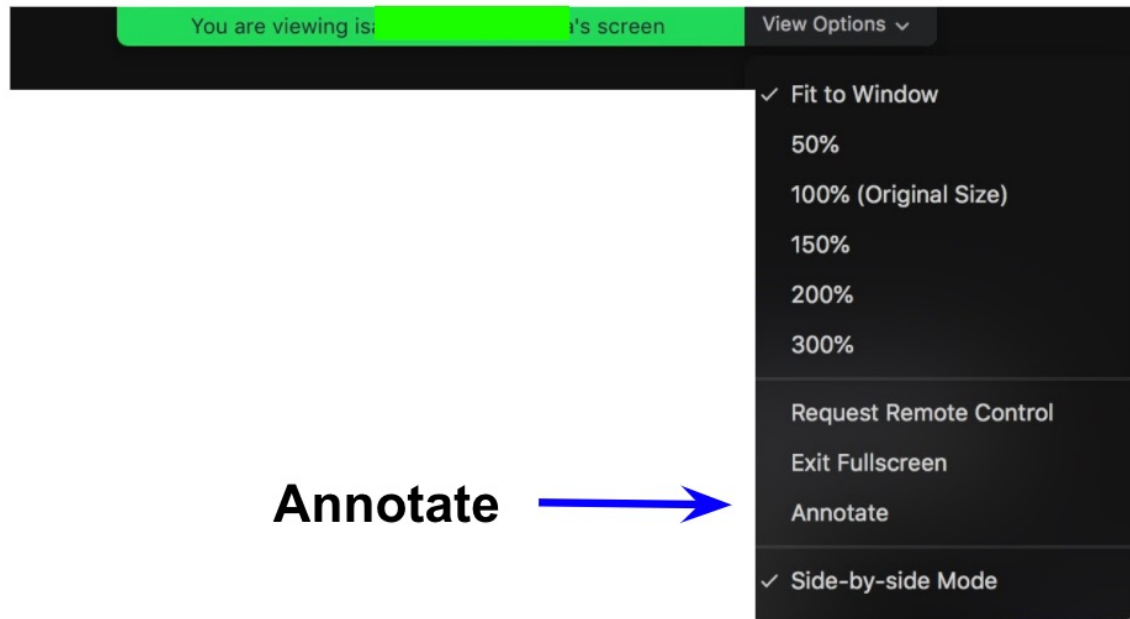 You are viewing isa a's screen
View Options
Fit to Window
50%
100% (Original Size)
150%
200%
300%
Request Remote Control
Exit Fullscreen
Annotate
Annotate
Side-by-side Mode